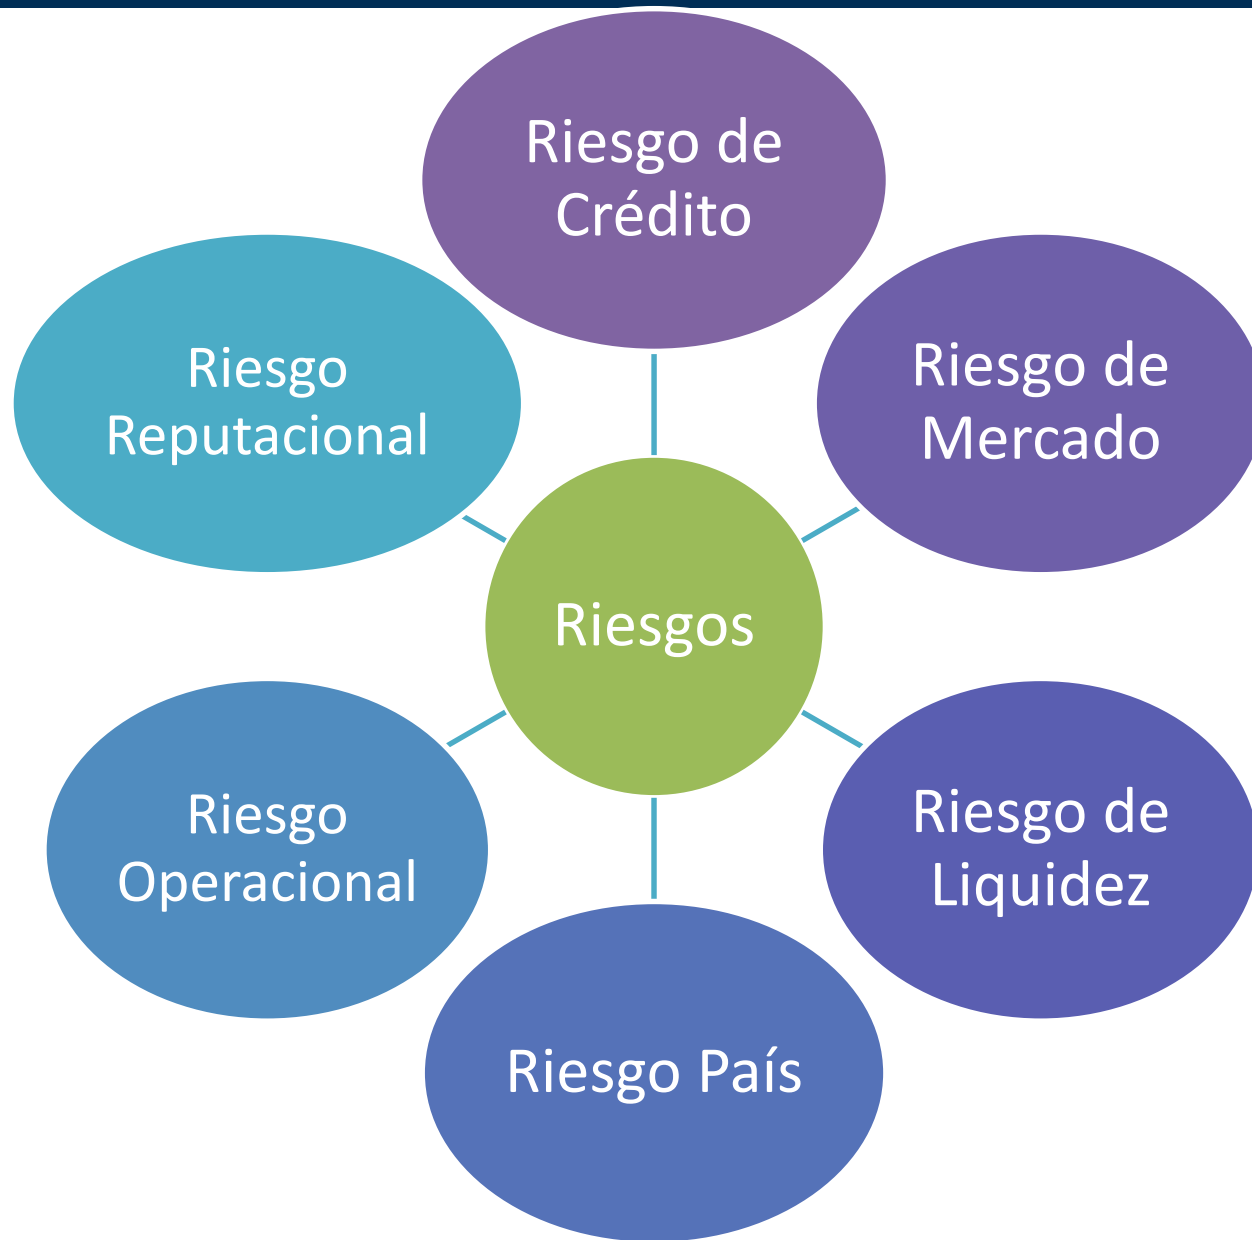 Riesgo de
Crédito
Riesgo de
Mercado
Riesgo de
Liquidez
Riesgo País
Riesgo
Operacional
Riesgo
Reputacional
Riesgos